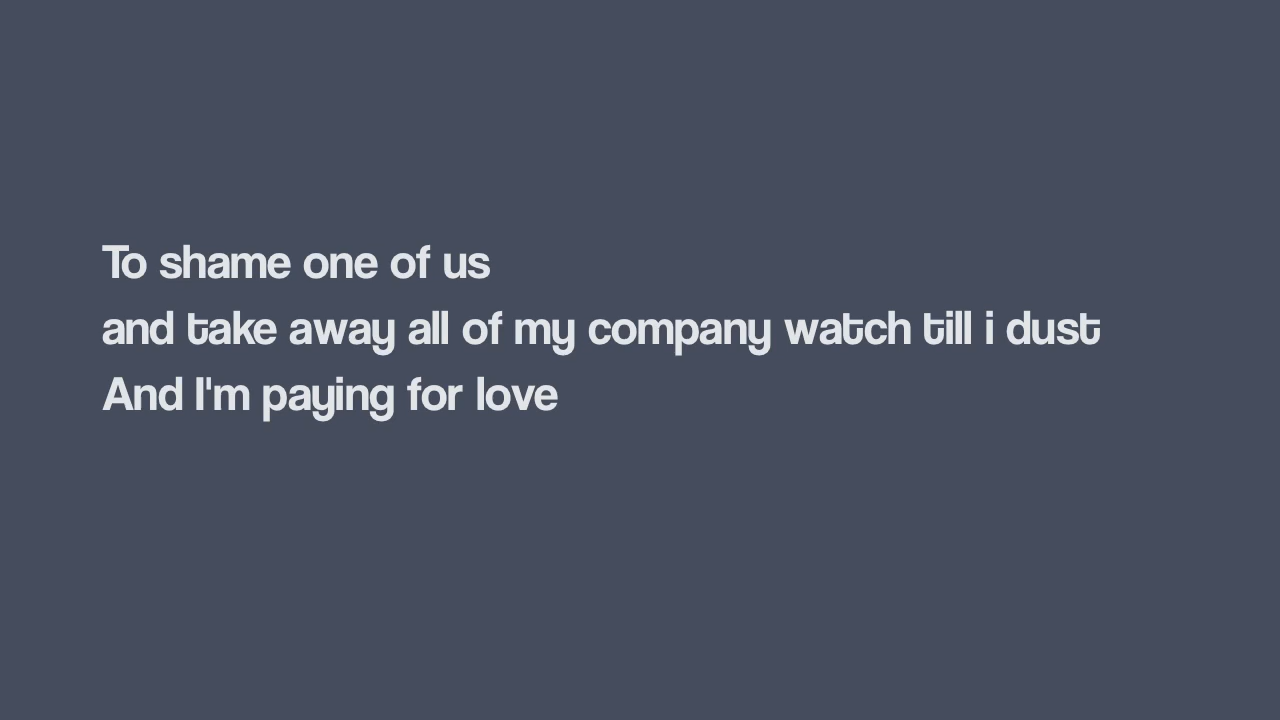 To shame one of us
and take away all of my company watch till i dust
And I'm paying for love